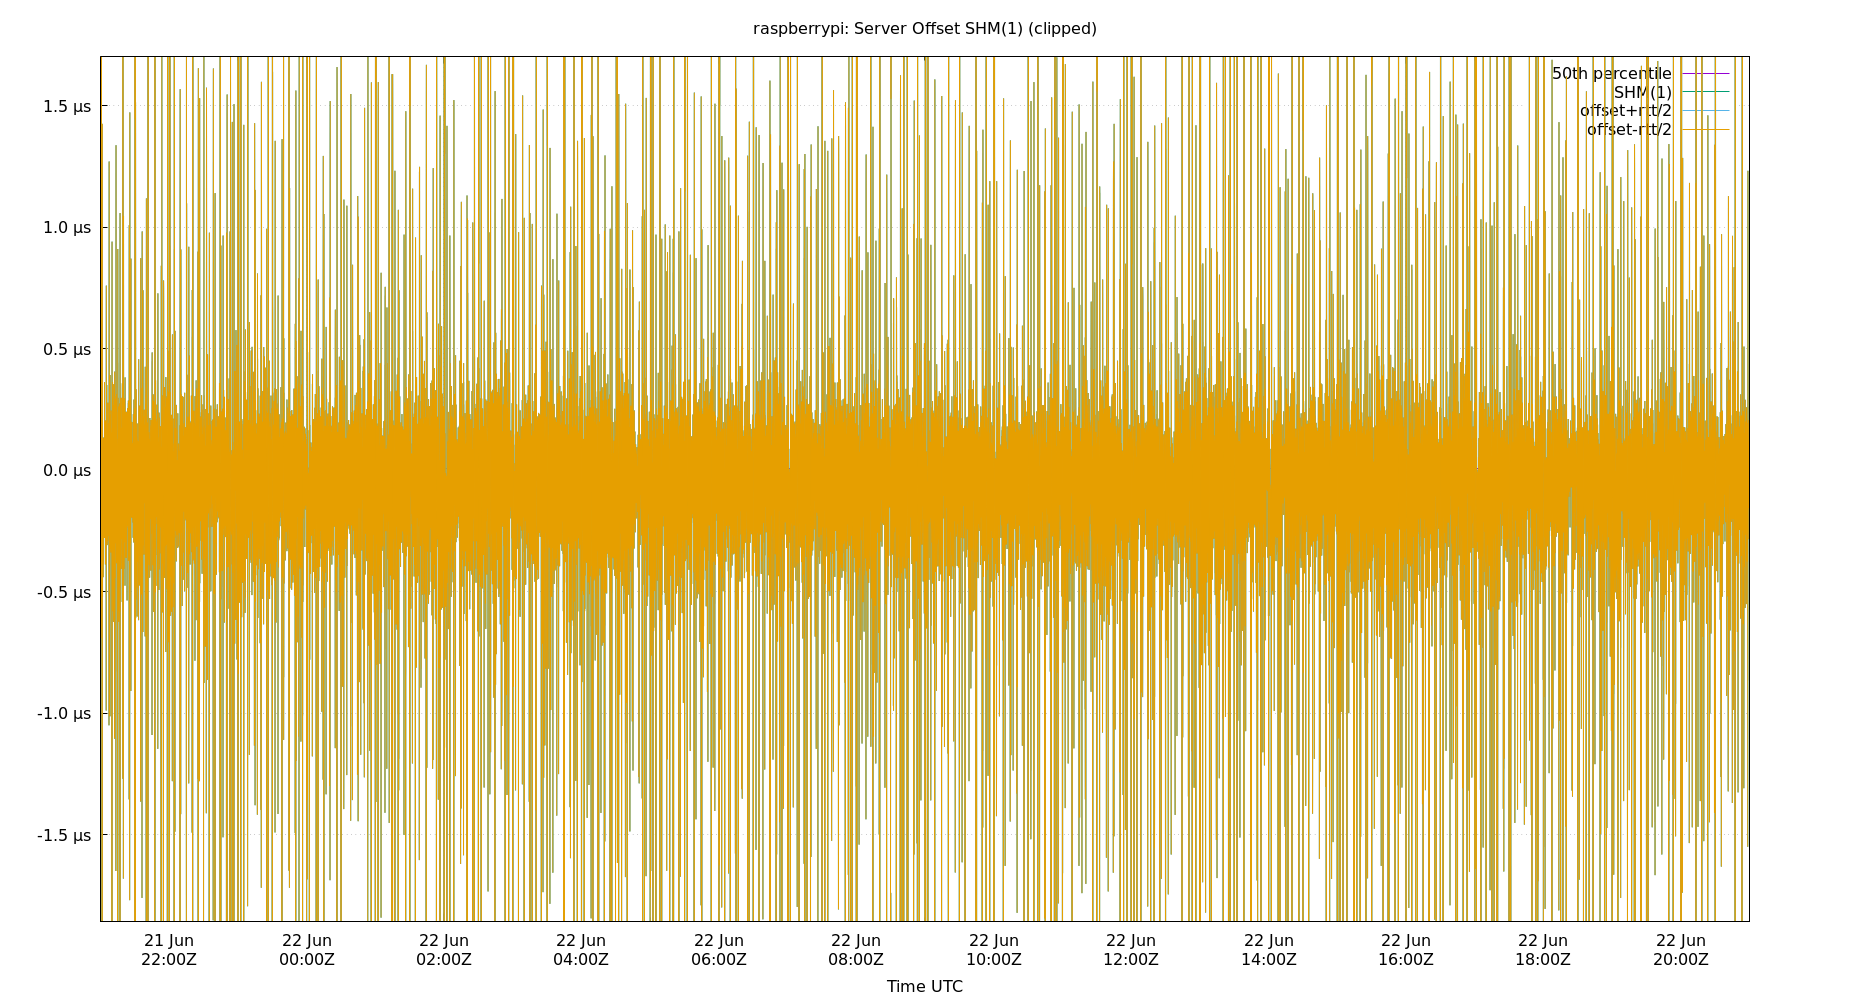 raspberrypi: Server Offset SHM(1) (clipped)
50th percentile
SHM(1)
offset+rtt/2
offset-rtt/2
1.5 µs
1.0 µs
0.5 µs
0.0 µs
-0.5 µs
-1.0 µs
-1.5 µs
21 Jun 22 Jun 22 Jun 22 Jun 22 Jun 22 Jun 22 Jun 22 Jun 22 Jun 22 Jun 22 Jun 22 Jun
22:00Z 00:00Z 02:00Z 04:00Z 06:00Z 08:00Z 10:00Z 12:00Z 14:00Z 16:00Z 18:00Z 20:00Z
Time UTC